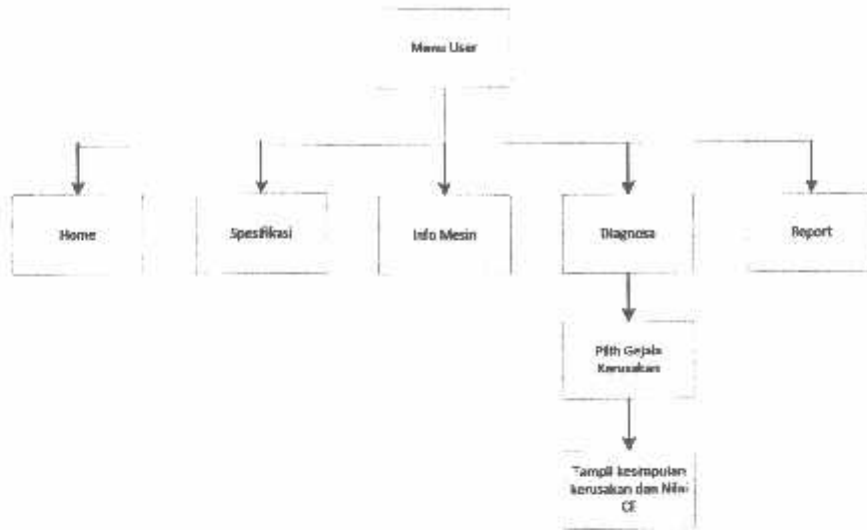 Menu User
Home
Spesifikasi
Info Mesin
Diagnosa
Report
Pilih Gejala
Kerusakan
Tampil kesimpulan
kerusakan dan Nilai
CF